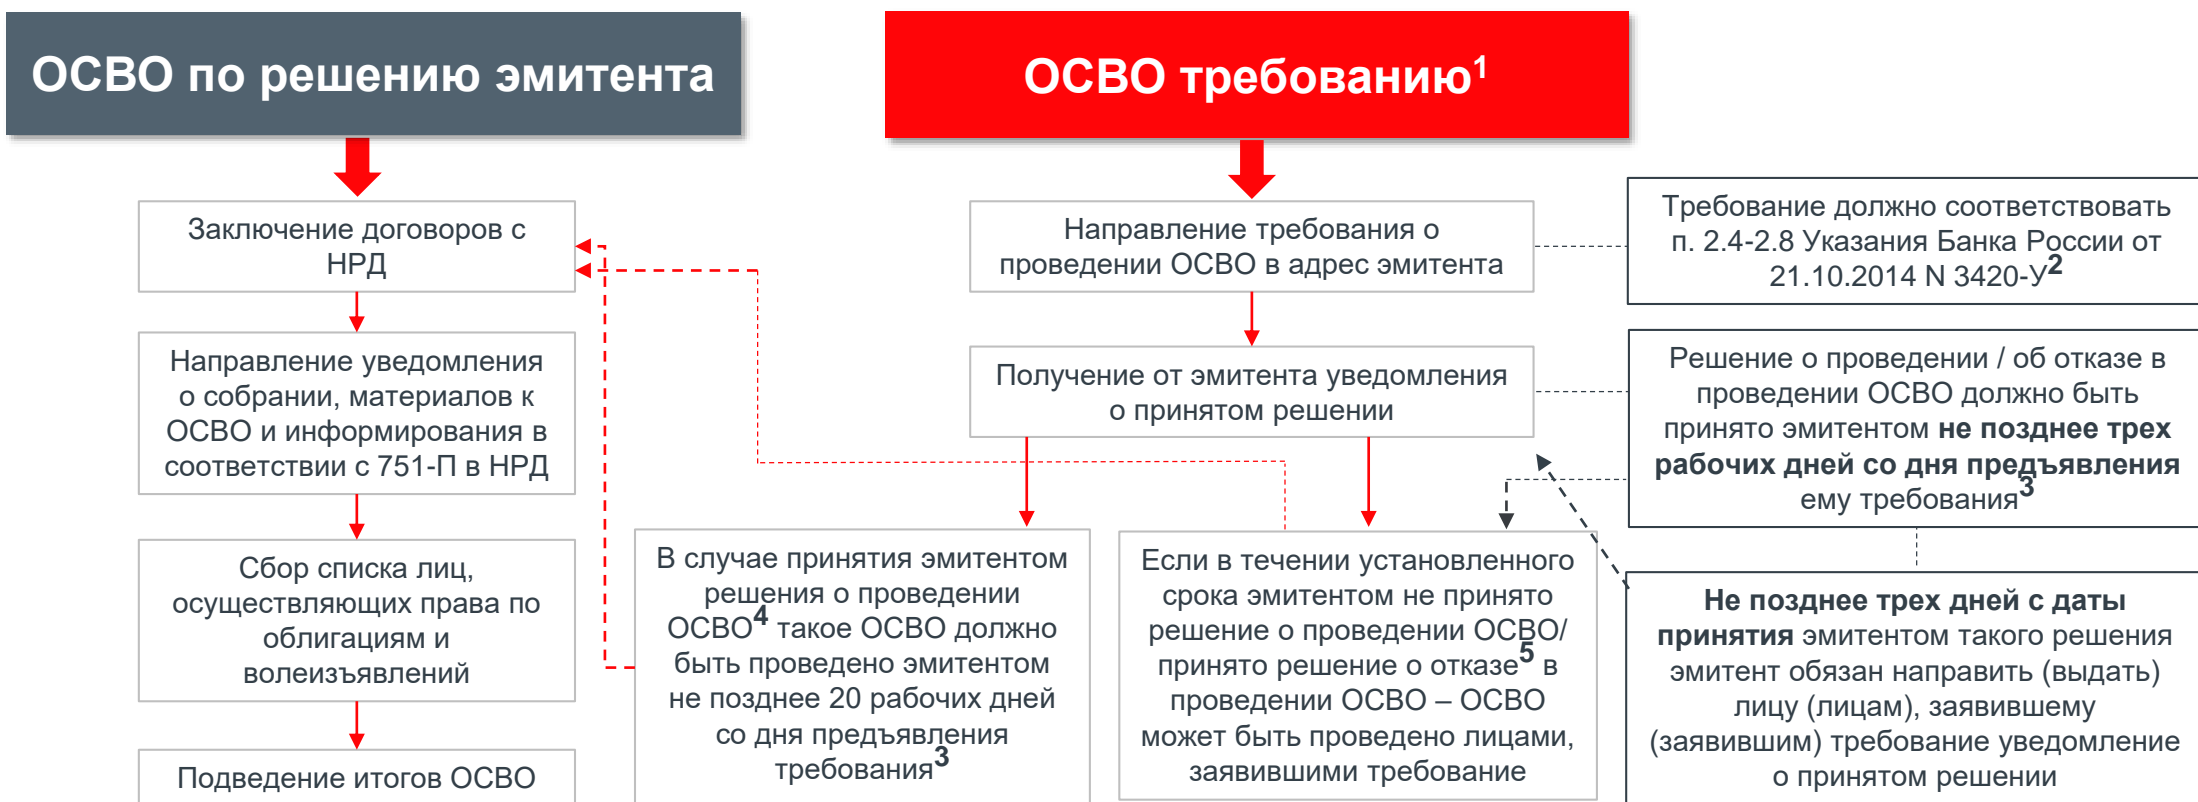 ОСВО по решению эмитента
ОСВО требованию1
Заключение договоров с
НРД
Направление уведомления
о собрании, материалов к
ОСВО и информирования в
соответствии с 751-П в НРД
Сбор списка лиц,
осуществляющих права по
облигациям и
волеизъявлений
Подведение итогов ОСВО
Направление требования о
проведении ОСВО в адрес эмитента
Получение от эмитента уведомления
о принятом решении
В случае принятия эмитентом
решения о проведении
ОСВО4 такое ОСВО должно
быть проведено эмитентом
не позднее 20 рабочих дней
со дня предъявления
требования3
Если в течении установленного
срока эмитентом не принято
решение о проведении ОСВО/
принято решение о отказе5 в
проведении ОСВО – ОСВО
может быть проведено лицами,
заявившими требование
Требование должно соответствовать
п. 2.4-2.8 Указания Банка России от
21.10.2014 N 3420-У2
Решение о проведении / об отказе в
проведении ОСВО должно быть
принято эмитентом не позднее трех
рабочих дней со дня предъявления
ему требования3
Не позднее трех дней с даты
принятия эмитентом такого решения
эмитент обязан направить (выдать)
лицу (лицам), заявившему
(заявившим) требование уведомление
о принятом решении